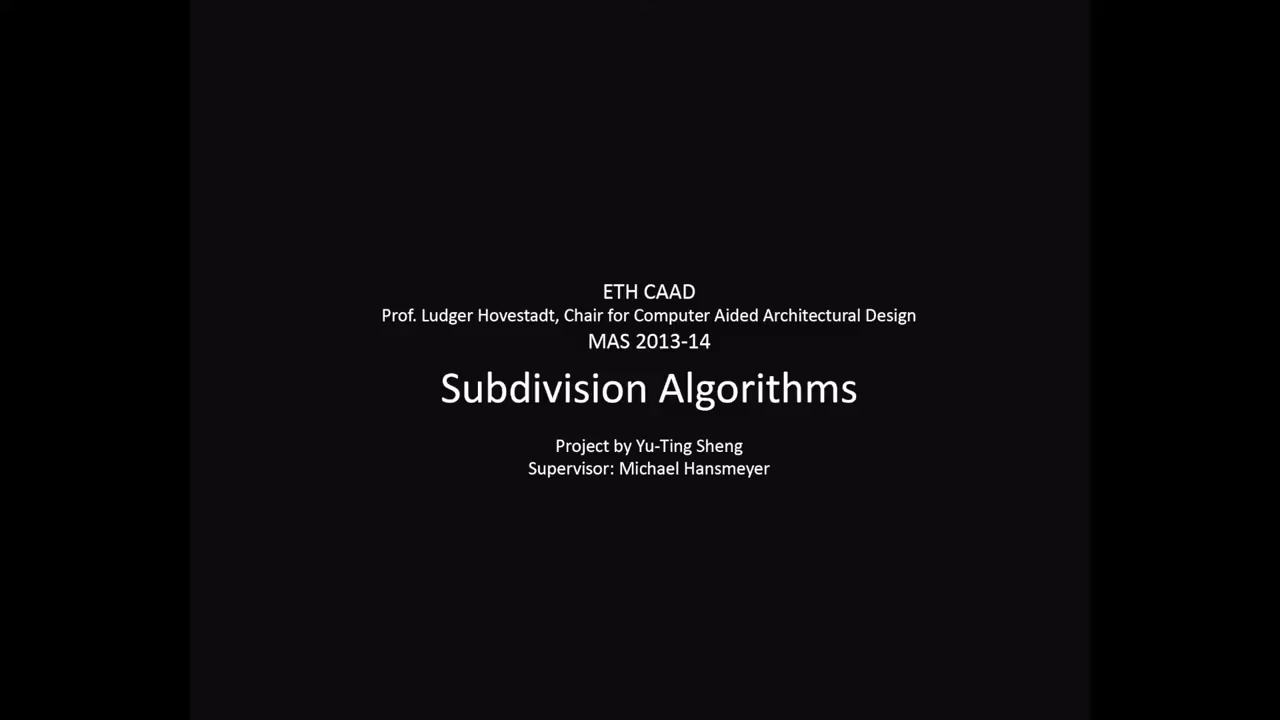 ETH CAAD
Prof. Ludger Hovestadt, Chair for Computer Aided Architectural Design
MAS 2013-14
Subdivision Algorithms
Project by Yu-Ting Sheng
Supervisor: Michael Hansmeyer